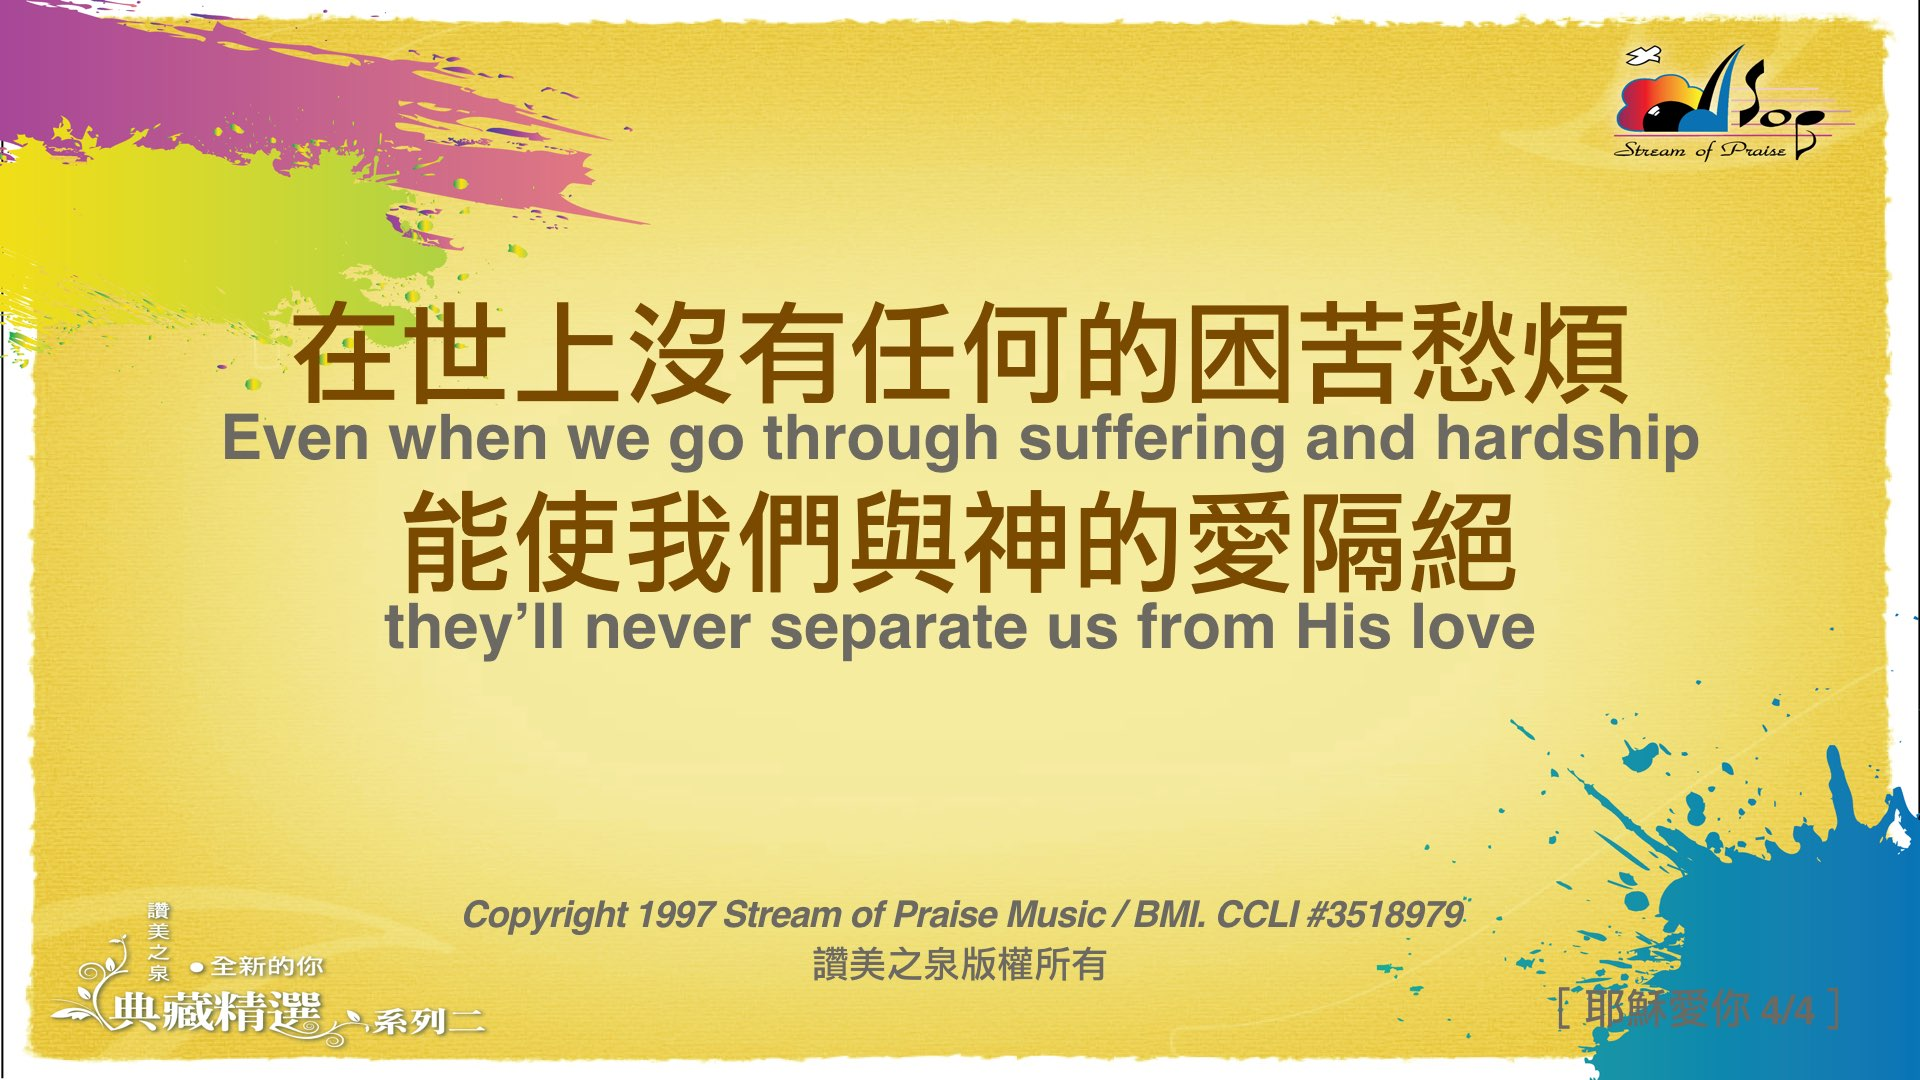 Sop
Stream of Praise
在世上沒有任何的困苦愁煩
Even when we go through suffering and hardship
能使我們與神的愛隔絕
they’ll never separate us from His love
Copyright 1997 Stream of Praise Music / BMI. CCLI #3518979
讚美之泉版權所有
讚美之泉
•全新的你
典藏精選
系列二
[ 耶穌愛你 4/4 ]